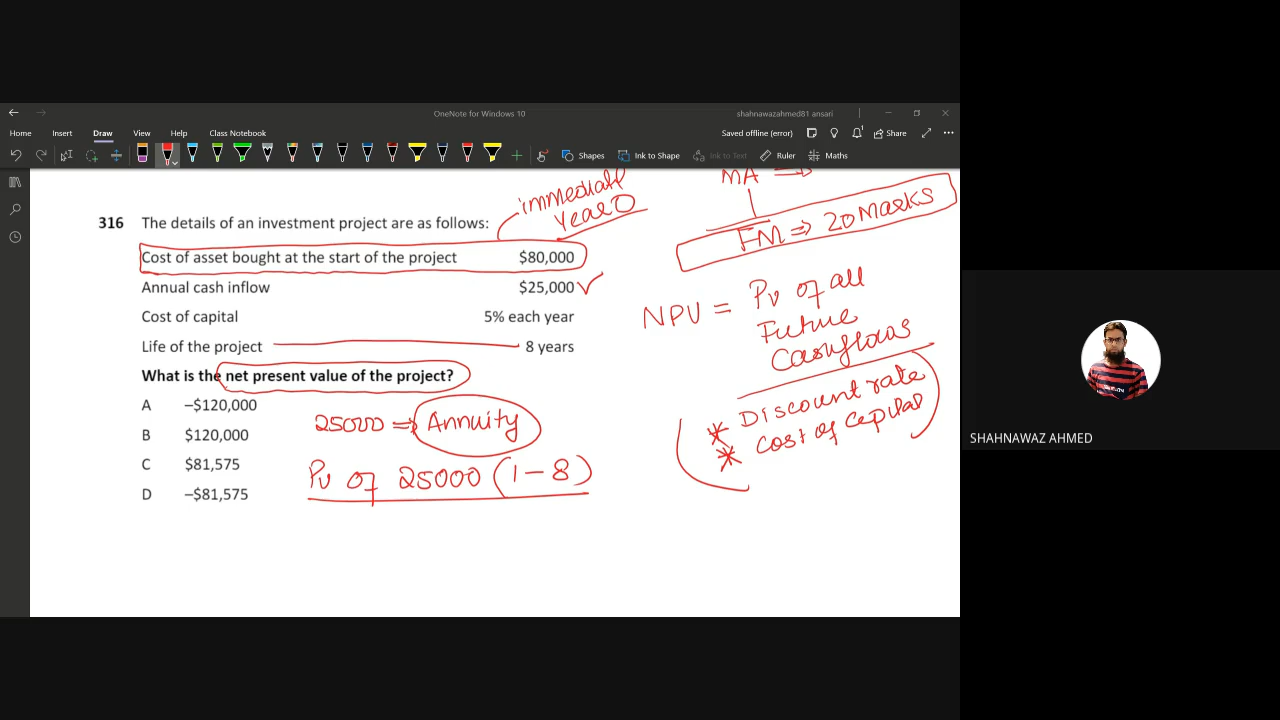 OneNote for Windows 10
shahnawazahmed81 ansari
Home Insert Draw View Help Class Notebook
Saved offline (error)
Share
Shapes
Ink to Shape
Ink to Text
Ruler
Maths
MA ⇒
FM ⇒ 20 Marks
immediatl
Year 0
316 The details of an investment project are as follows:
Cost of asset bought at the start of the project $80,000
Annual cash inflow $25,000
Cost of capital 5% each year
Life of the project 8 years
What is the net present value of the project?
A –$120,000
B $120,000
C $81,575
D –$81,575
25000 ⇒ Annuity
Pv of 25000 (1 – 8)
NPV = Pv of all
Future
Cashflows
* Discount rate
* Cost of capital
SHAHNAWAZ AHMED